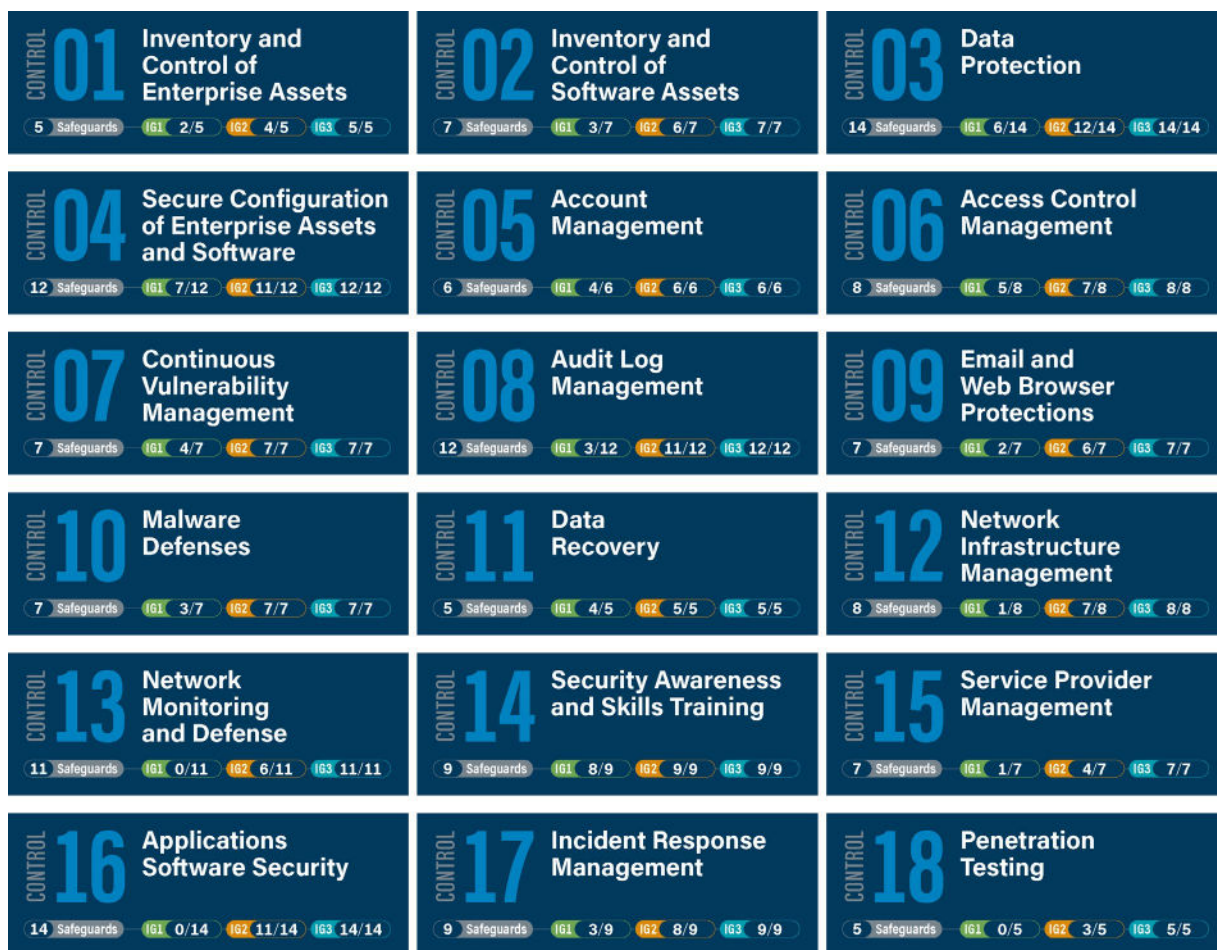 CONTROL
01
Inventory and
Control of
Enterprise Assets
5 Safeguards IG1 2/5 IG2 4/5 IG3 5/5
CONTROL
02
Inventory and
Control of
Software Assets
7 Safeguards IG1 3/7 IG2 6/7 IG3 7/7
CONTROL
03
Data
Protection
14 Safeguards IG1 6/14 IG2 12/14 IG3 14/14
CONTROL
04
Secure Configuration
of Enterprise Assets
and Software
12 Safeguards IG1 7/12 IG2 11/12 IG3 12/12
CONTROL
05
Account
Management
6 Safeguards IG1 4/6 IG2 6/6 IG3 6/6
CONTROL
06
Access Control
Management
8 Safeguards IG1 5/8 IG2 7/8 IG3 8/8
CONTROL
07
Continuous
Vulnerability
Management
7 Safeguards IG1 4/7 IG2 7/7 IG3 7/7
CONTROL
08
Audit Log
Management
12 Safeguards IG1 3/12 IG2 11/12 IG3 12/12
CONTROL
09
Email and
Web Browser
Protections
7 Safeguards IG1 2/7 IG2 6/7 IG3 7/7
CONTROL
10
Malware
Defenses
7 Safeguards IG1 3/7 IG2 7/7 IG3 7/7
CONTROL
11
Data
Recovery
5 Safeguards IG1 4/5 IG2 5/5 IG3 5/5
CONTROL
12
Network
Infrastructure
Management
8 Safeguards IG1 1/8 IG2 7/8 IG3 8/8
CONTROL
13
Network
Monitoring
and Defense
11 Safeguards IG1 0/11 IG2 6/11 IG3 11/11
CONTROL
14
Security Awareness
and Skills Training
9 Safeguards IG1 8/9 IG2 9/9 IG3 9/9
CONTROL
15
Service Provider
Management
7 Safeguards IG1 1/7 IG2 4/7 IG3 7/7
CONTROL
16
Applications
Software Security
14 Safeguards IG1 0/14 IG2 11/14 IG3 14/14
CONTROL
17
Incident Response
Management
9 Safeguards IG1 3/9 IG2 8/9 IG3 9/9
CONTROL
18
Penetration
Testing
5 Safeguards IG1 0/5 IG2 3/5 IG3 5/5